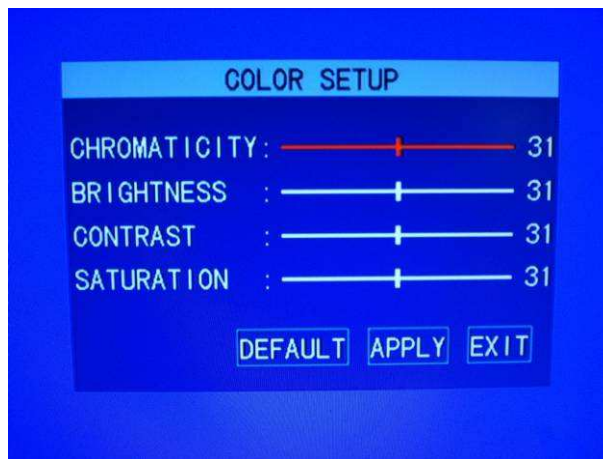 COLOR SETUP
CHROMATICITY: 31
BRIGHTNESS : 31
CONTRAST : 31
SATURATION : 31
DEFAULT APPLY EXIT